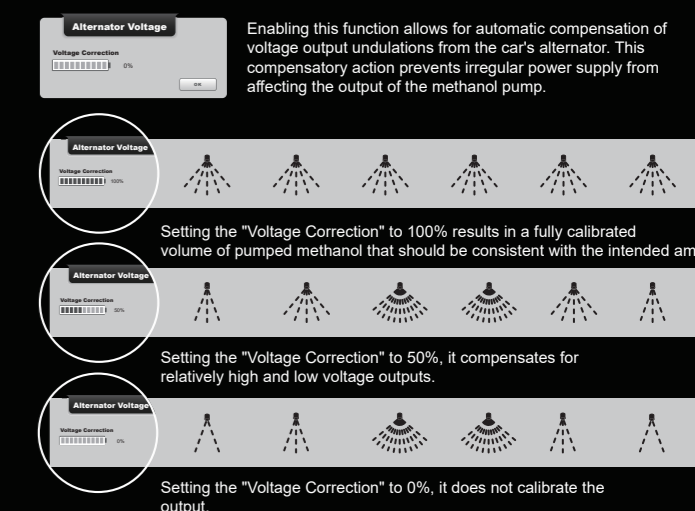 Alternator Voltage
Voltage Correction
0%
OK
Enabling this function allows for automatic compensation of
voltage output undulations from the car's alternator. This
compensatory action prevents irregular power supply from
affecting the output of the methanol pump.
Alternator Voltage
Voltage Correction
100%
Setting the "Voltage Correction" to 100% results in a fully calibrated
volume of pumped methanol that should be consistent with the intended am
Alternator Voltage
Voltage Correction
50%
Setting the "Voltage Correction" to 50%, it compensates for
relatively high and low voltage outputs.
Alternator Voltage
Voltage Correction
0%
Setting the "Voltage Correction" to 0%, it does not calibrate the
output.